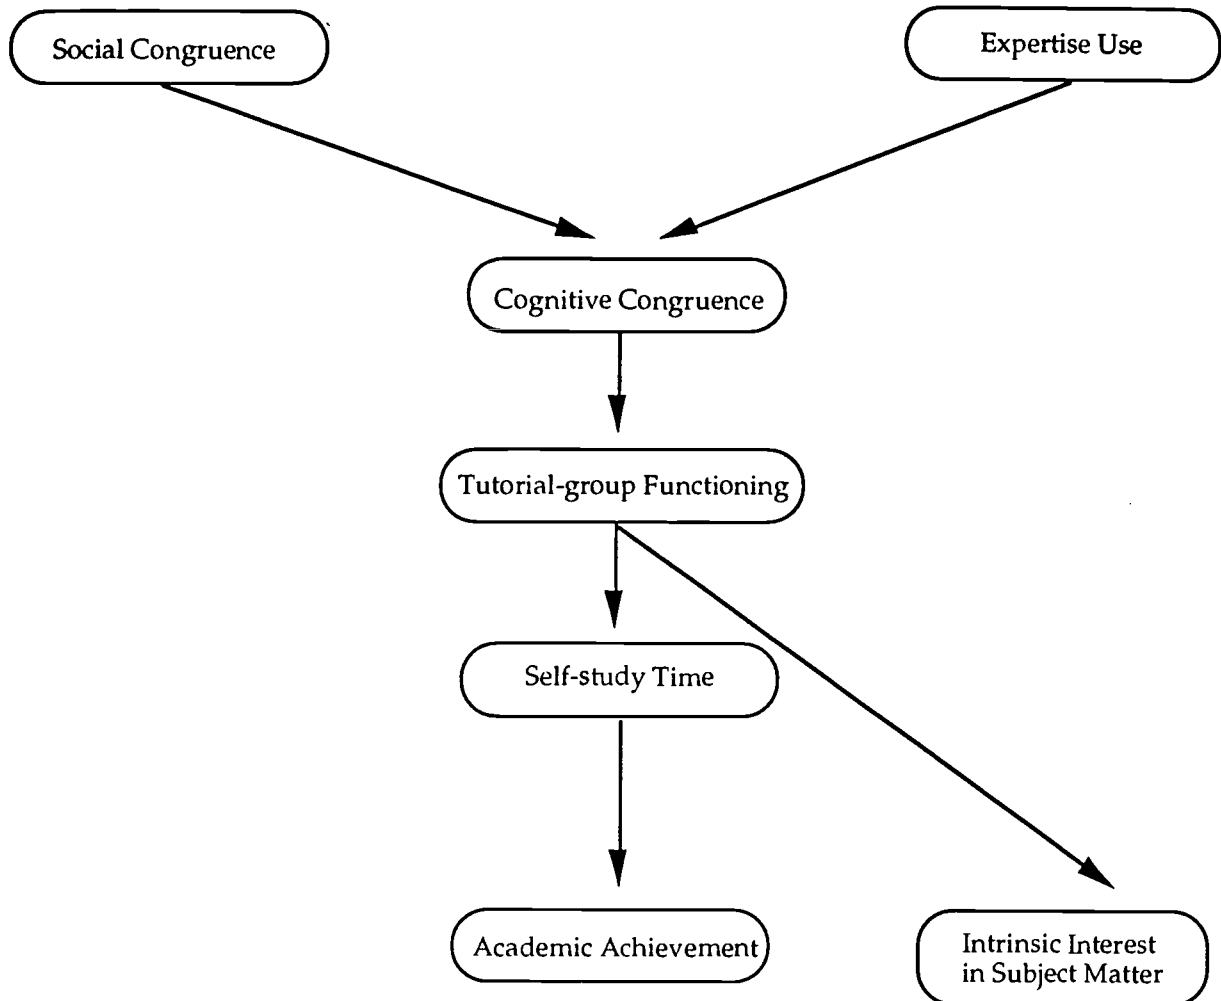 Social Congruence
Expertise Use
Cognitive Congruence
Tutorial-group Functioning
Self-study Time
Academic Achievement
Intrinsic Interest
in Subject Matter